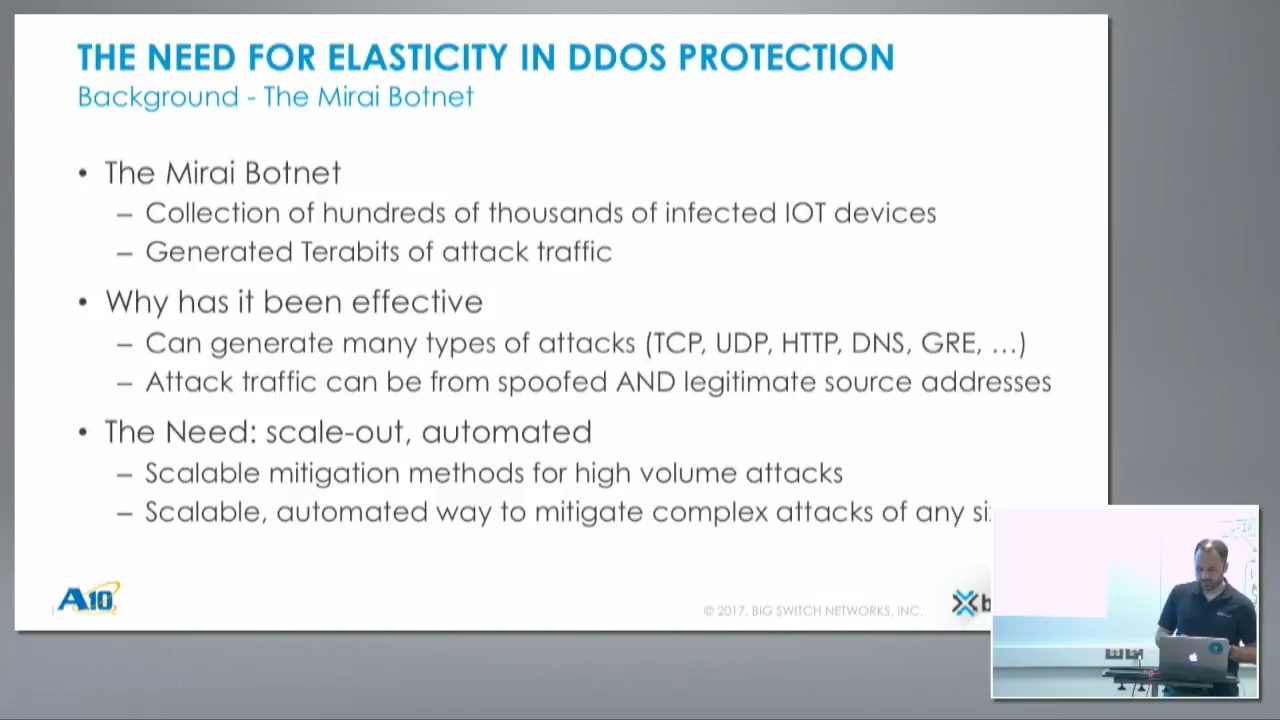 THE NEED FOR ELASTICITY IN DDOS PROTECTION
Background - The Mirai Botnet
• The Mirai Botnet
– Collection of hundreds of thousands of infected IOT devices
– Generated Terabits of attack traffic
• Why has it been effective
– Can generate many types of attacks (TCP, UDP, HTTP, DNS, GRE, …)
– Attack traffic can be from spoofed AND legitimate source addresses
• The Need: scale-out, automated
– Scalable mitigation methods for high volume attacks
– Scalable, automated way to mitigate complex attacks of any
A10
© 2017, BIG SWITCH NETWORKS, INC.